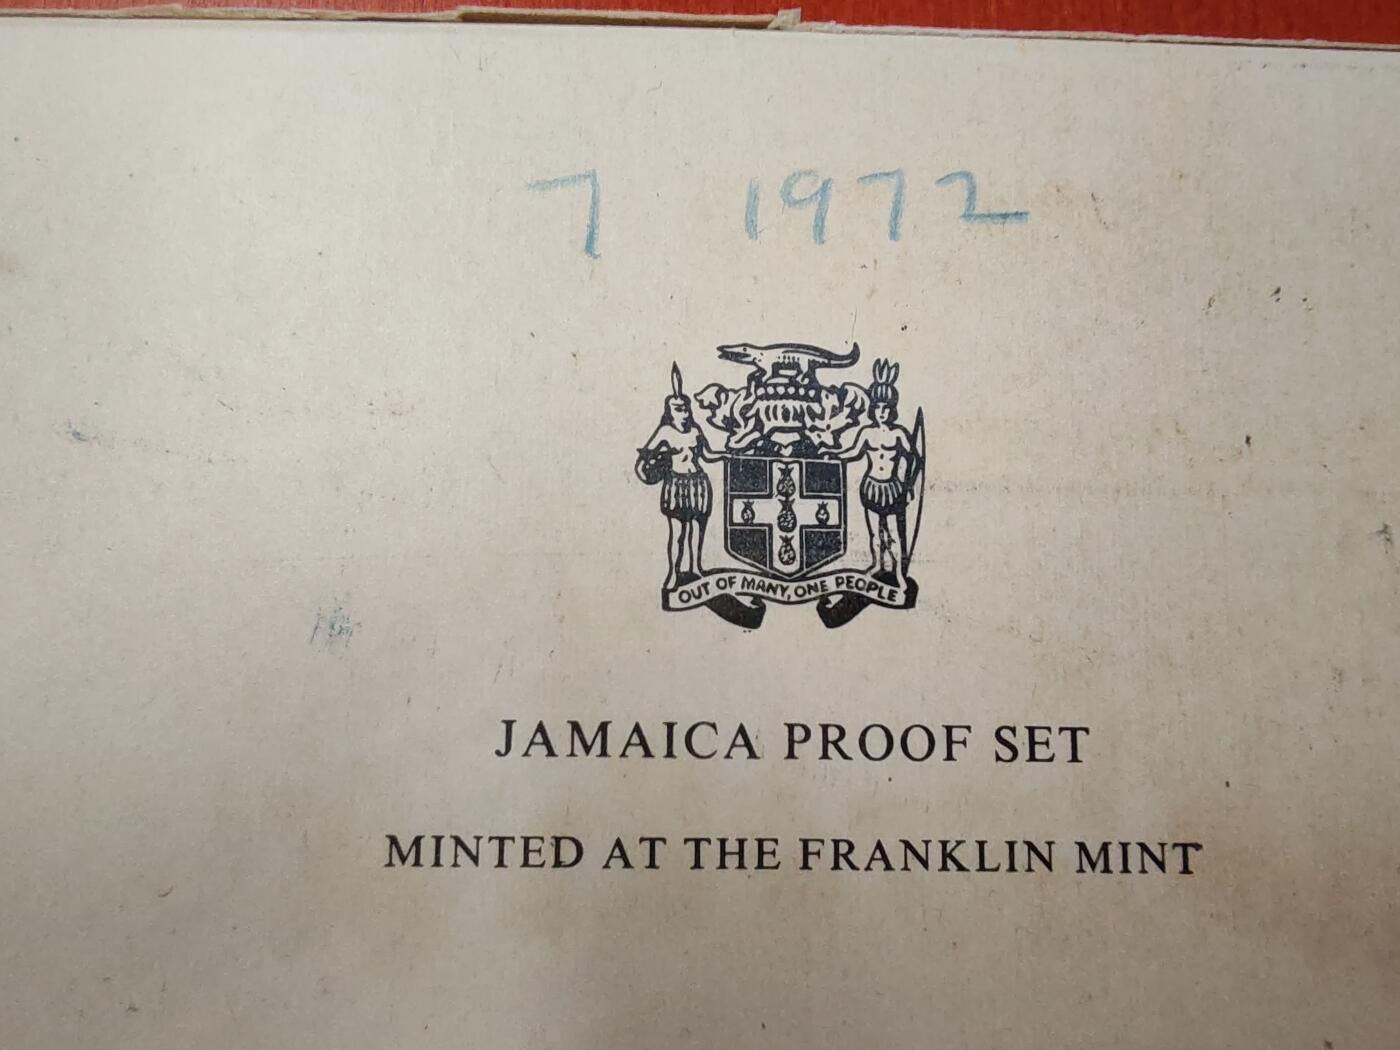 7 1972
OUT OF MANY, ONE PEOPLE
JAMAICA PROOF SET
MINTED AT THE FRANKLIN MINT